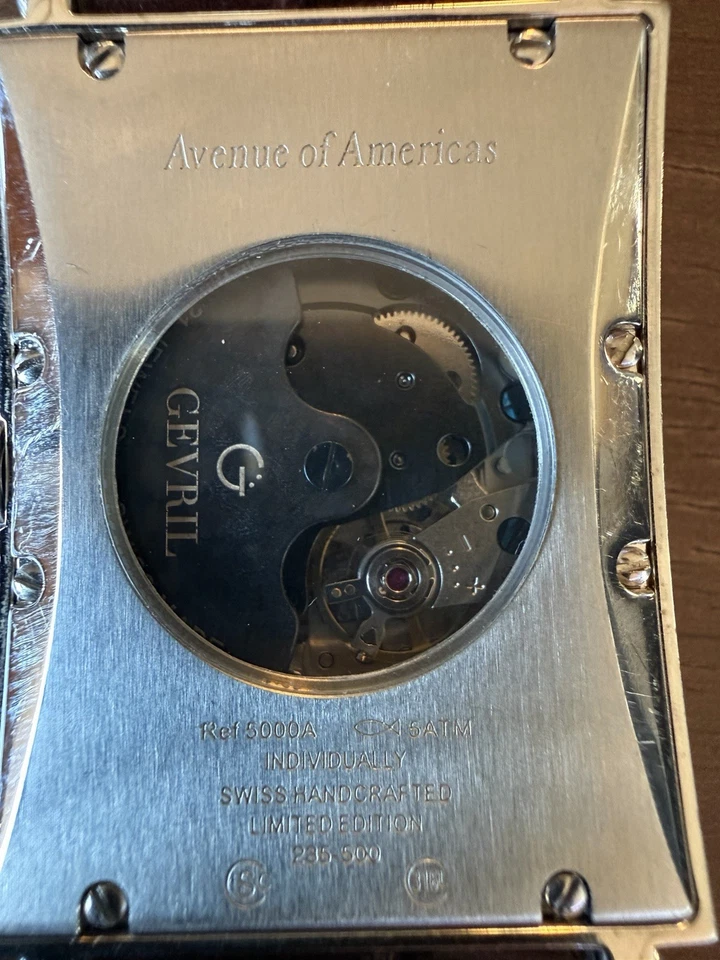 Avenue of Americas
GEVRIL
Ref 5000A 5ATM
INDIVIDUALLY
SWISS HANDCRAFTED
LIMITED EDITION
235 500